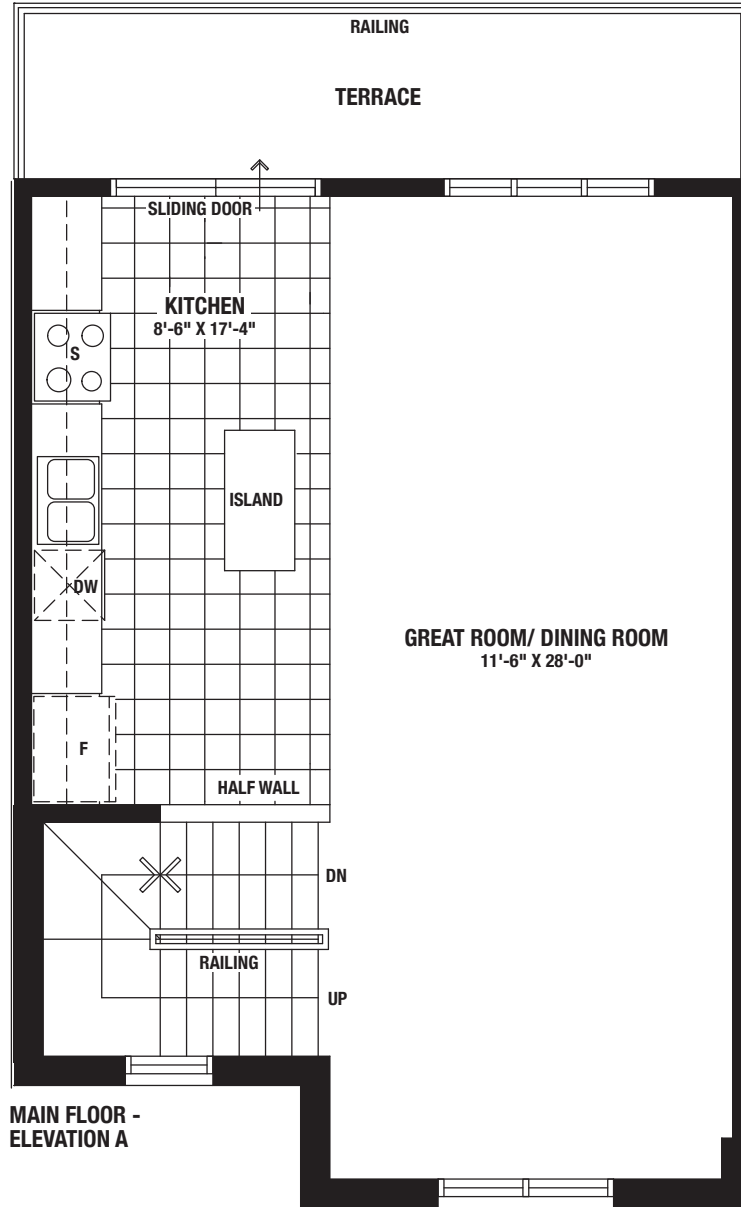 RAILING
TERRACE
SLIDING DOOR
KITCHEN
8'-6" X 17'-4"
S
ISLAND
DW
GREAT ROOM/ DINING ROOM
11'-6" X 28'-0"
F
HALF WALL
DN
RAILING
UP
MAIN FLOOR -
ELEVATION A